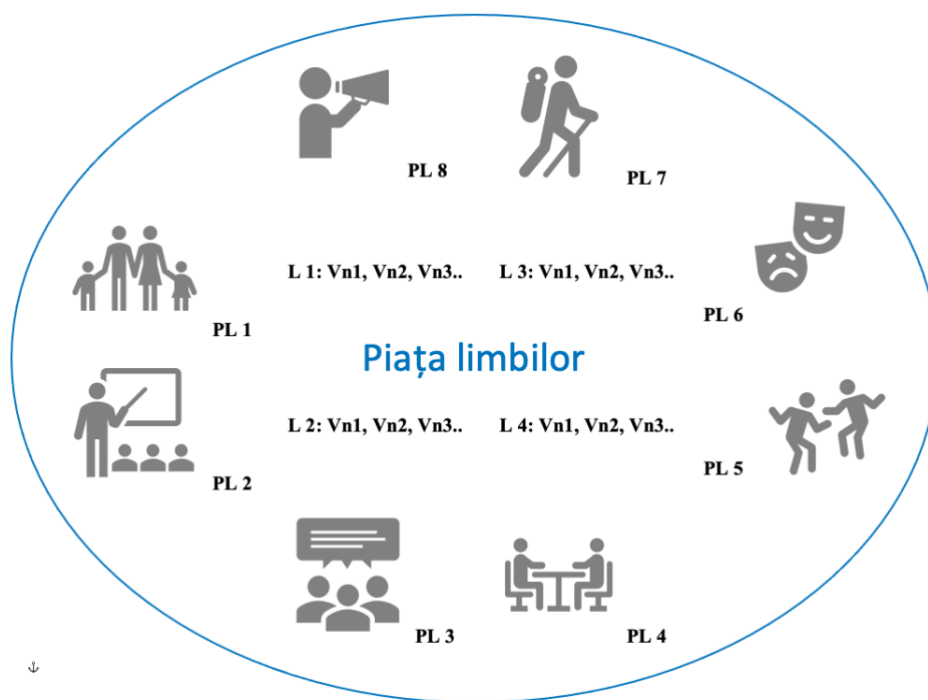 PL 8
PL 7
L 1: Vn1, Vn2, Vn3..
L 3: Vn1, Vn2, Vn3..
PL 6
PL 1
Piața limbilor
L 2: Vn1, Vn2, Vn3..
L 4: Vn1, Vn2, Vn3..
PL 5
PL 2
PL 3
PL 4